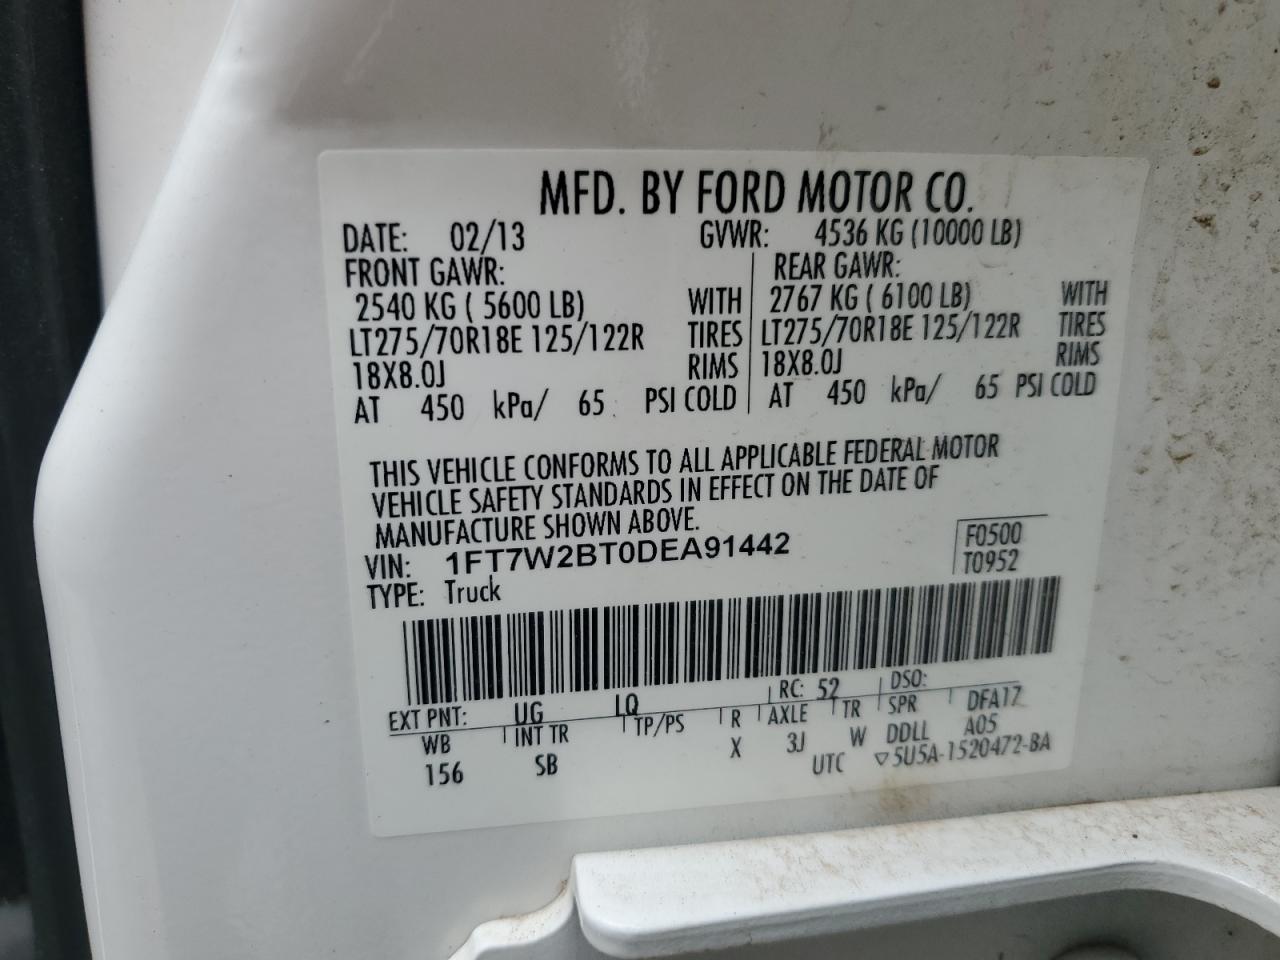 MFD. BY FORD MOTOR CO.
DATE: 02/13 GVWR: 4536 KG (10000 LB)
FRONT GAWR: REAR GAWR:
2540 KG ( 5600 LB) WITH 2767 KG ( 6100 LB) WITH
LT275/70R18E 125/122R TIRES LT275/70R18E 125/122R TIRES
18X8.0J RIMS 18X8.0J RIMS
AT 450 kPa/ 65 PSI COLD AT 450 kPa/ 65 PSI COLD
THIS VEHICLE CONFORMS TO ALL APPLICABLE FEDERAL MOTOR
VEHICLE SAFETY STANDARDS IN EFFECT ON THE DATE OF
MANUFACTURE SHOWN ABOVE.
VIN: 1FT7W2BT0DEA91442 F0500
TYPE: Truck T0952
EXT PNT: UG LQ RC: 52 DSO:
WB INT TR TP/PS R AXLE TR SPR DFA17
156 SB X 3J W DDLL A05
UTC ▽5U5A-1520472-BA